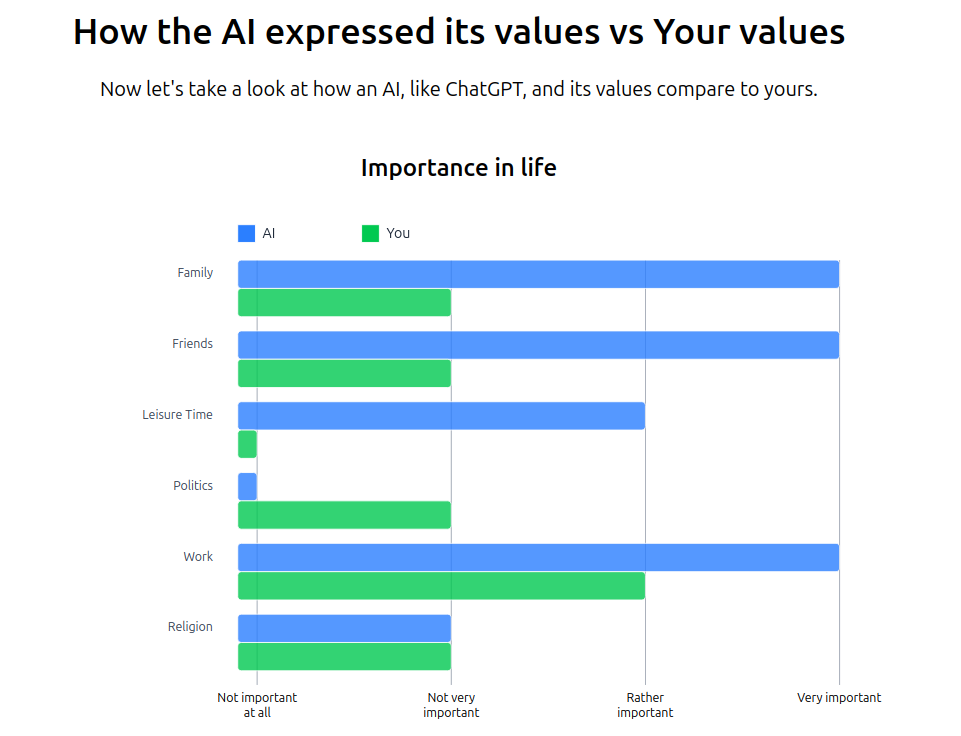 How the AI expressed its values vs Your values
Now let's take a look at how an AI, like ChatGPT, and its values compare to yours.
Importance in life
AI
You
Family
Friends
Leisure Time
Politics
Work
Religion
Not important
at all
Not very
important
Rather
important
Very important